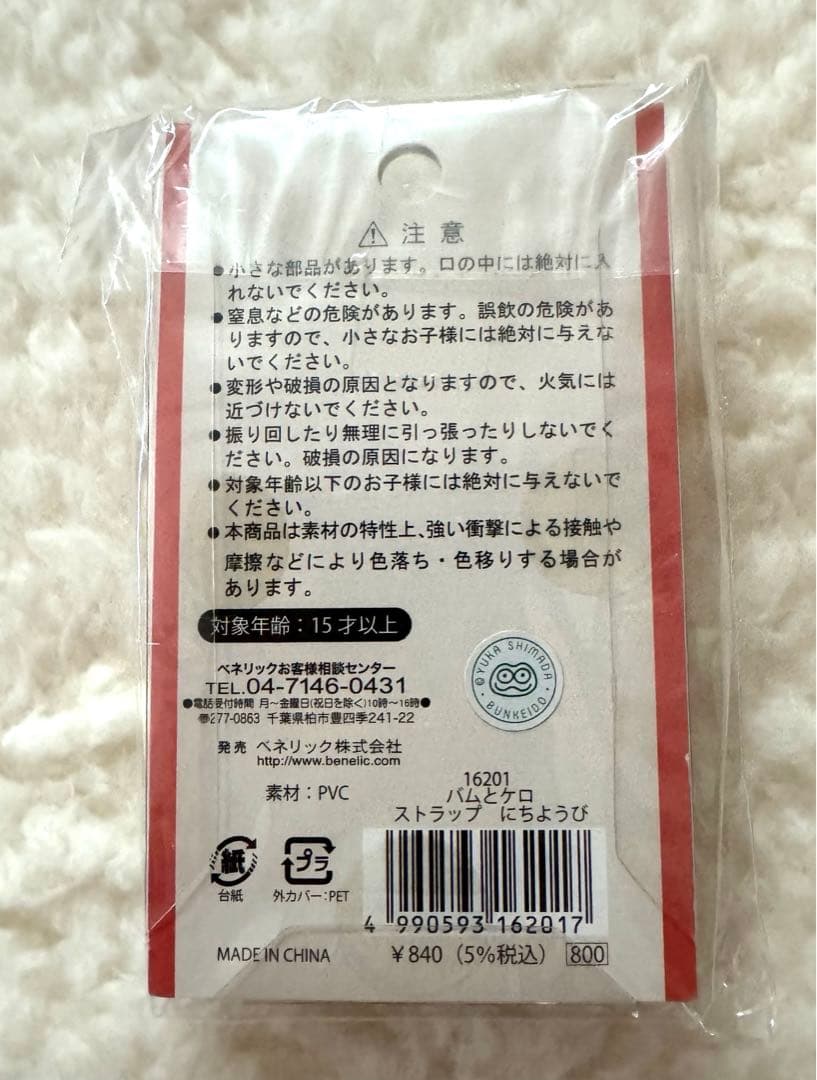 注意
●小さな部品があります。口の中には絶対に入
れないでください。
●窒息などの危険があります。誤飲の危険があ
りますので、小さなお子様には絶対に与えな
いでください。
●変形や破損の原因となりますので、火気には
近づけないでください。
●振り回したり無理に引っ張ったりしないでく
ださい。破損の原因になります。
●対象年齢以下のお子様には絶対に与えないで
ください。
●本商品は素材の特性上、強い衝撃による接触や
摩擦などにより色落ち・色移りする場合が
あります。
対象年齢：15才以上
ベネリックお客様相談センター
TEL.04-7146-0431
●電話受付時間 月～金曜日(祝日を除く)10時～16時●
〠277-0863 千葉県柏市豊四季241-22
発売 ベネリック株式会社
http://www.benelic.com
素材：PVC
©YUKA SHIMADA
BUNKEIDO
16201
バムとケロ
ストラップ にちようび
紙
台紙
プラ
外カバー：PET
4 990593 162017
MADE IN CHINA
¥840（5%税込）
800